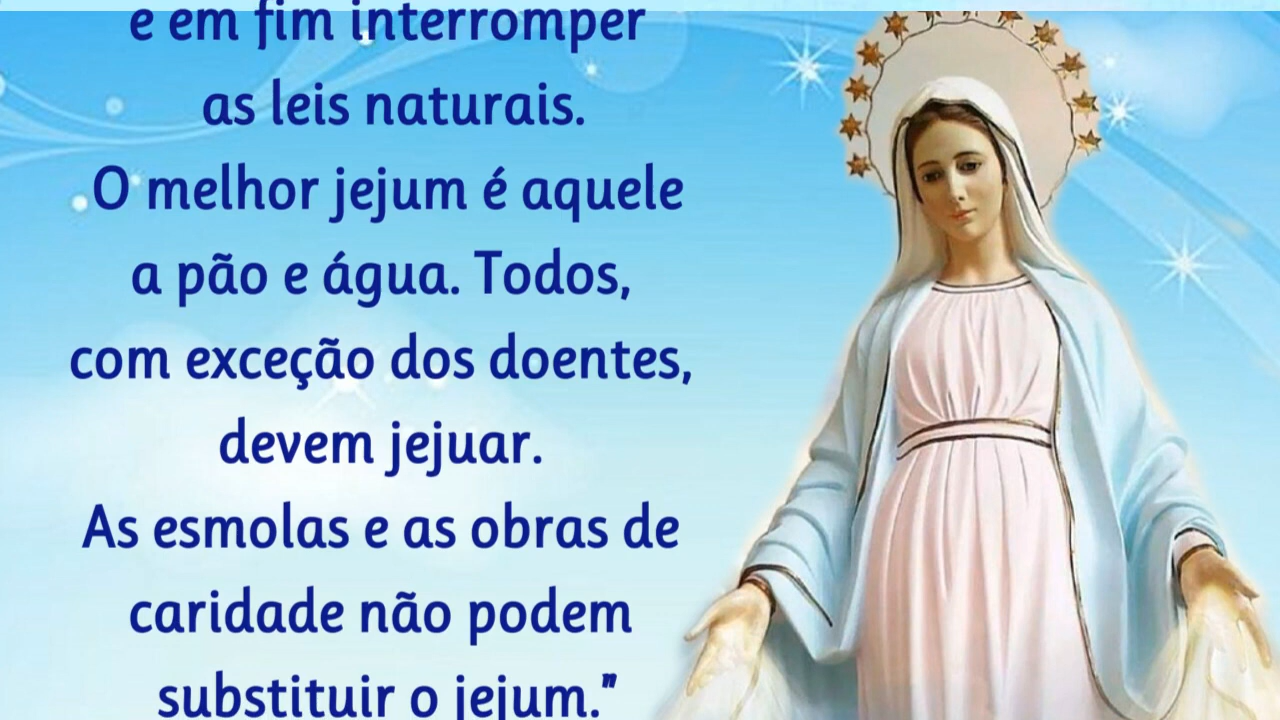 e em fim interromper
as leis naturais.
O melhor jejum é aquele
a pão e água. Todos,
com exceção dos doentes,
devem jejuar.
As esmolas e as obras de
caridade não podem
substituir o jejum."